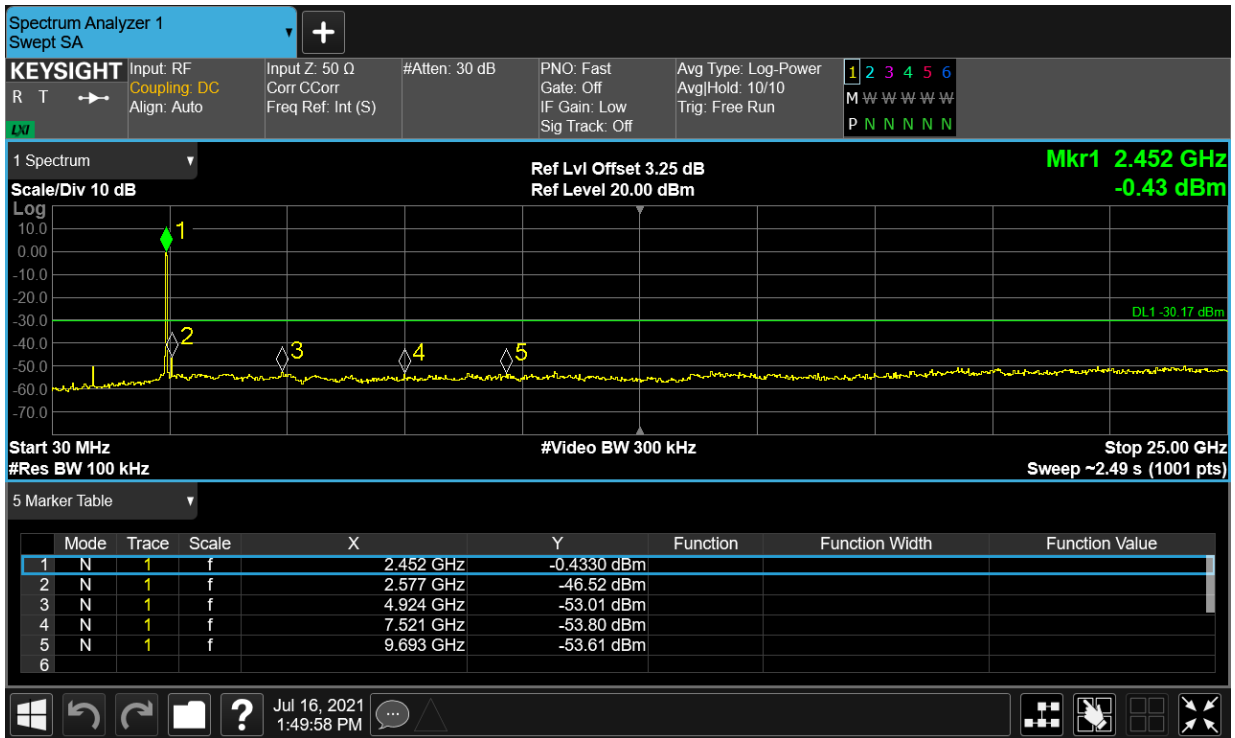 Spectrum Analyzer 1
Swept SA
KEYSIGHT
R T
LXI
Input: RF
Coupling: DC
Align: Auto
Input Z: 50 Ω
Corr CCorr
Freq Ref: Int (S)
#Atten: 30 dB
PNO: Fast
Gate: Off
IF Gain: Low
Sig Track: Off
Avg Type: Log-Power
Avg|Hold: 10/10
Trig: Free Run
1 2 3 4 5 6
M W W W W W
P N N N N N
1 Spectrum
Scale/Div 10 dB
Ref Lvl Offset 3.25 dB
Ref Level 20.00 dBm
Mkr1 2.452 GHz
-0.43 dBm
Log
10.0
0.00
-10.0
-20.0
-30.0
-40.0
-50.0
-60.0
-70.0
1
2
3
4
5
DL1 -30.17 dBm
Start 30 MHz
#Res BW 100 kHz
#Video BW 300 kHz
Stop 25.00 GHz
Sweep ~2.49 s (1001 pts)
5 Marker Table
Mode Trace Scale X Y Function Function Width Function Value
1 N 1 f 2.452 GHz -0.4330 dBm
2 N 1 f 2.577 GHz -46.52 dBm
3 N 1 f 4.924 GHz -53.01 dBm
4 N 1 f 7.521 GHz -53.80 dBm
5 N 1 f 9.693 GHz -53.61 dBm
6
?
Jul 16, 2021
1:49:58 PM